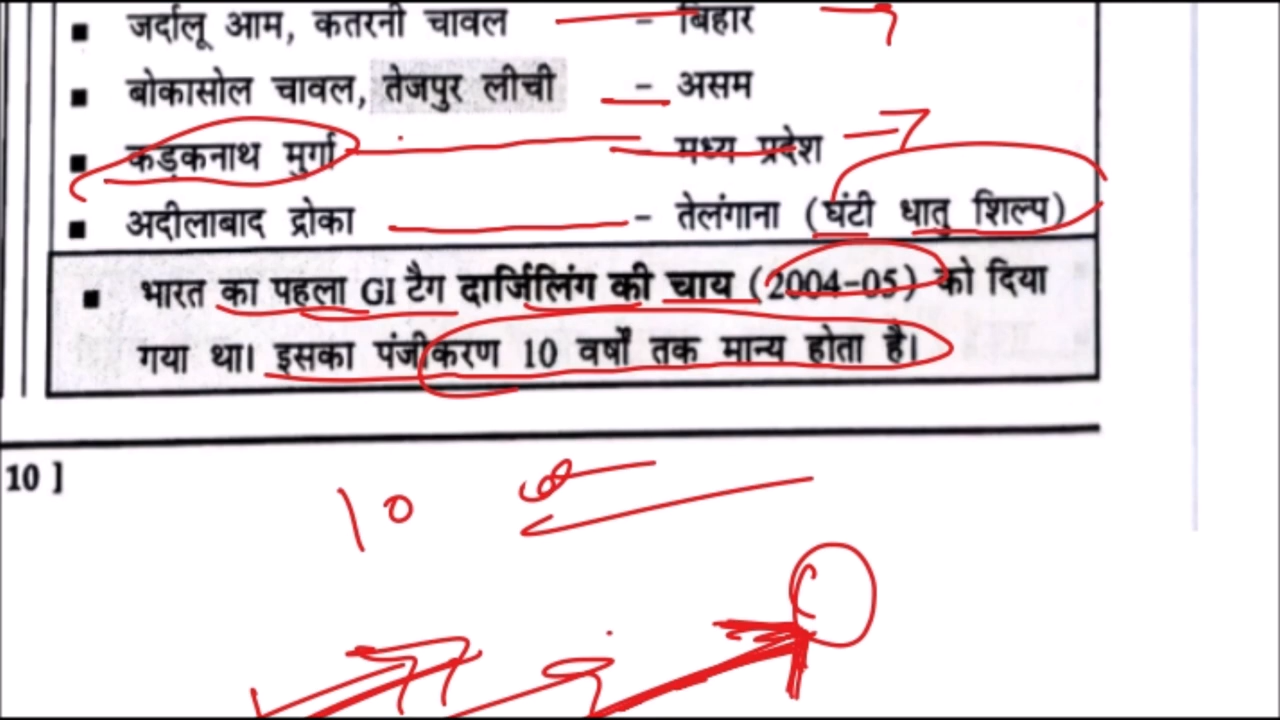 ▪ जर्दालू आम, कतरनी चावल - बिहार
▪ बोकासोल चावल, तेजपुर लीची - असम
▪ कड़कनाथ मुर्गा - मध्य प्रदेश
▪ अदीलाबाद द्रोका - तेलंगाना (घंटी धातु शिल्प)
▪ भारत का पहला GI टैग दार्जिलिंग की चाय (2004-05) को दिया
गया था। इसका पंजीकरण 10 वर्षों तक मान्य होता है।
10 ]
10